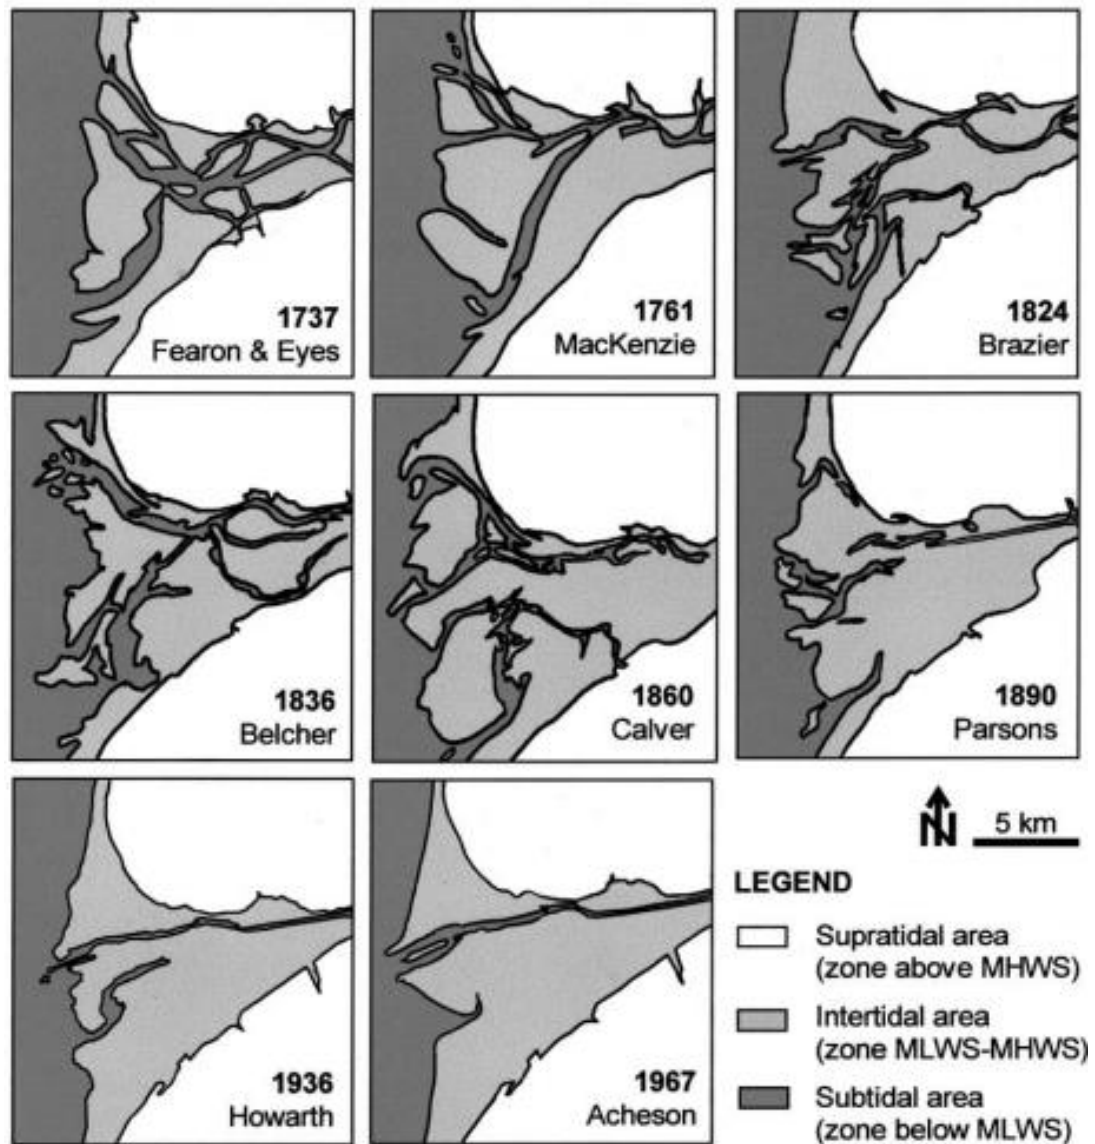 1737
Fearon & Eyes
1761
MacKenzie
1824
Brazier
1836
Belcher
1860
Calver
1890
Parsons
1936
Howarth
1967
Acheson
N
5 km
LEGEND
Supratidal area
(zone above MHWS)
Intertidal area
(zone MLWS-MHWS)
Subtidal area
(zone below MLWS)